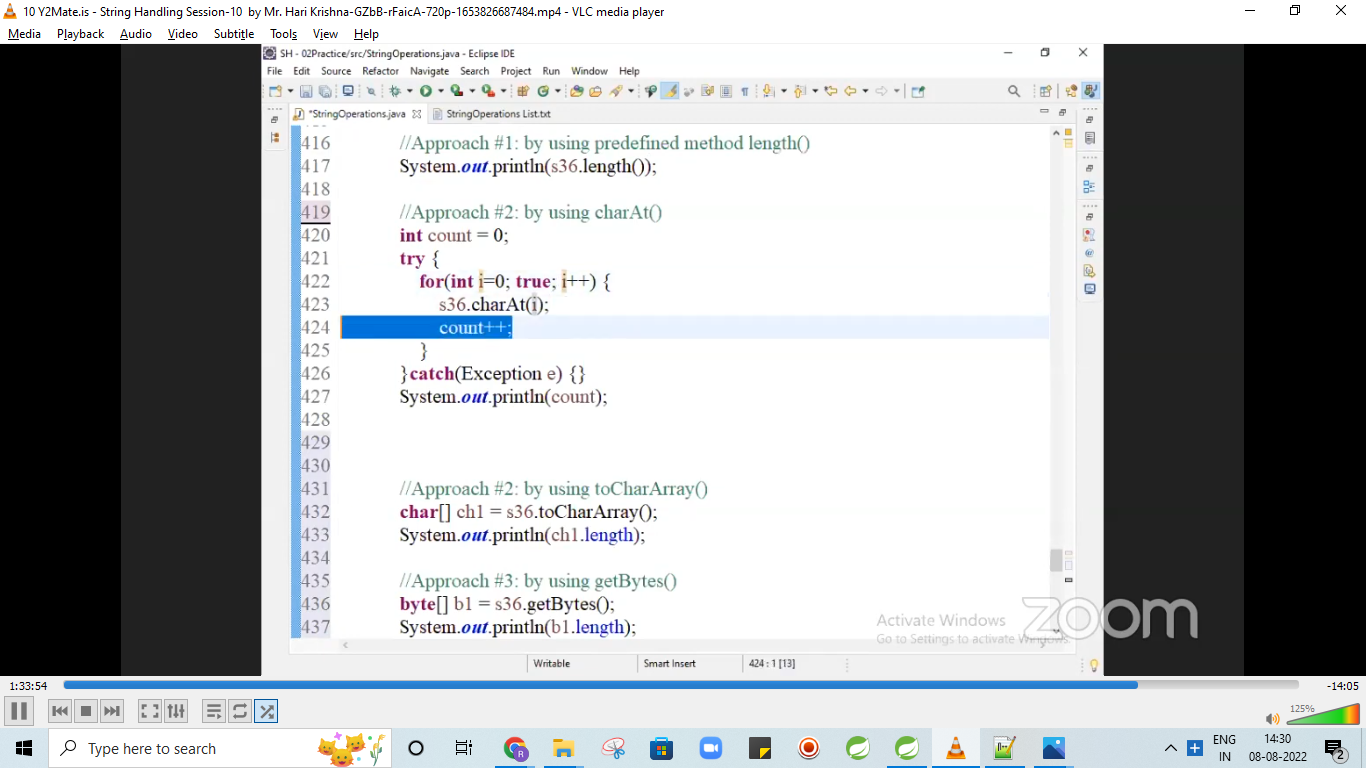 10 Y2Mate.is - String Handling Session-10  by Mr. Hari Krishna-GZbB-rFaicA-720p-1653826687484.mp4 - VLC media player
Media Playback Audio Video Subtitle Tools View Help
SH - 02Practice/src/StringOperations.java - Eclipse IDE
File Edit Source Refactor Navigate Search Project Run Window Help
*StringOperations.java StringOperations List.txt
416 //Approach #1: by using predefined method length()
417 System.out.println(s36.length());
418
419 //Approach #2: by using charAt()
420 int count = 0;
421 try {
422 for(int i=0; true; i++) {
423 s36.charAt(i);
424 count++;
425 }
426 }catch(Exception e) {}
427 System.out.println(count);
428
429
430
431 //Approach #2: by using toCharArray()
432 char[] ch1 = s36.toCharArray();
433 System.out.println(ch1.length);
434
435 //Approach #3: by using getBytes()
436 byte[] b1 = s36.getBytes();
437 System.out.println(b1.length);
Activate Windows
Go to Settings to activate Windows.
zoom
Writable Smart Insert 424 : 1 [13]
1:33:54 -14:05
125%
Type here to search
ENG 14:30
IN 08-08-2022 2